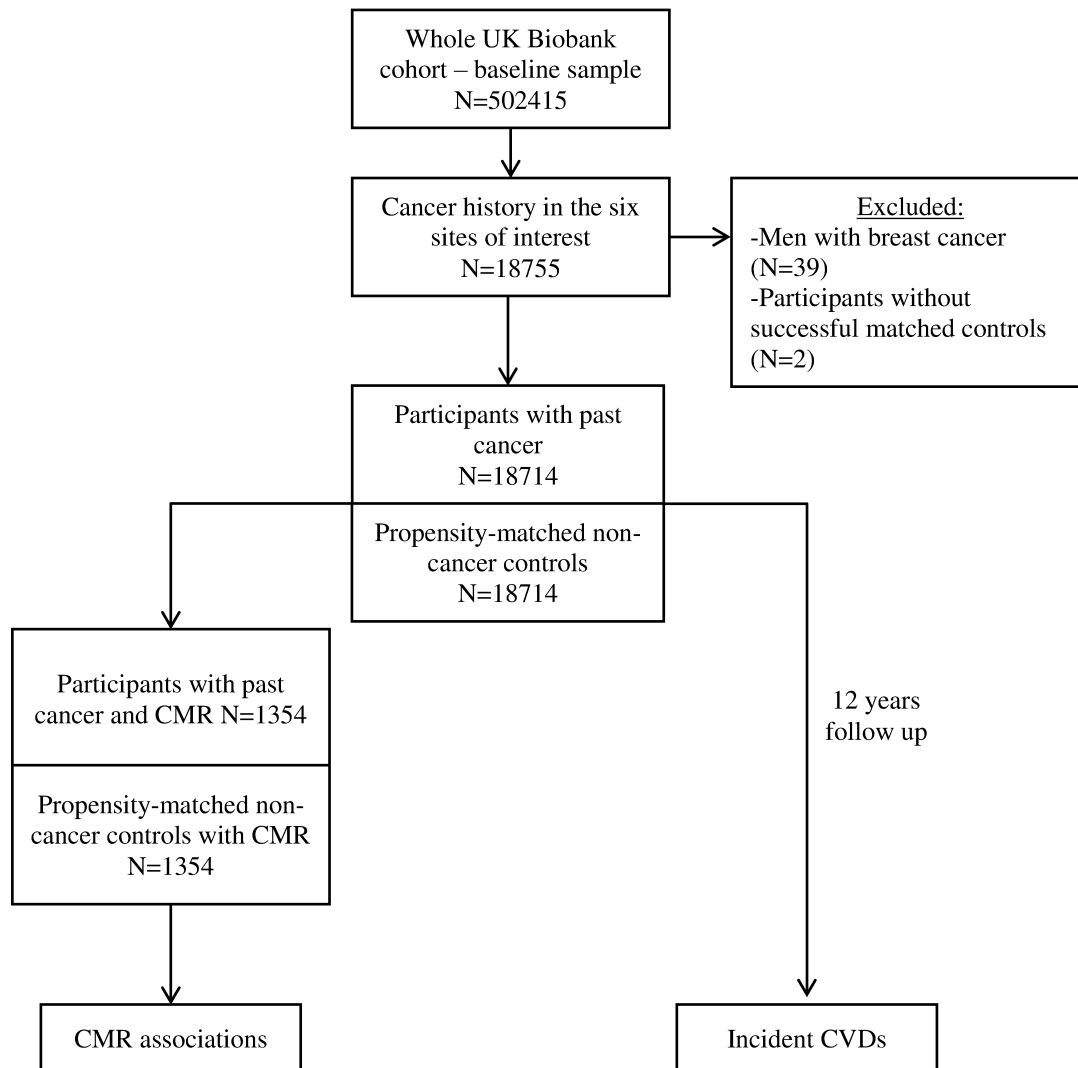 Whole UK Biobank
cohort – baseline sample
N=502415
Cancer history in the six
sites of interest
N=18755
Excluded:
-Men with breast cancer
(N=39)
-Participants without
successful matched controls
(N=2)
Participants with past
cancer
N=18714
Propensity-matched non-
cancer controls
N=18714
Participants with past
cancer and CMR N=1354
Propensity-matched non-
cancer controls with CMR
N=1354
12 years
follow up
CMR associations
Incident CVDs